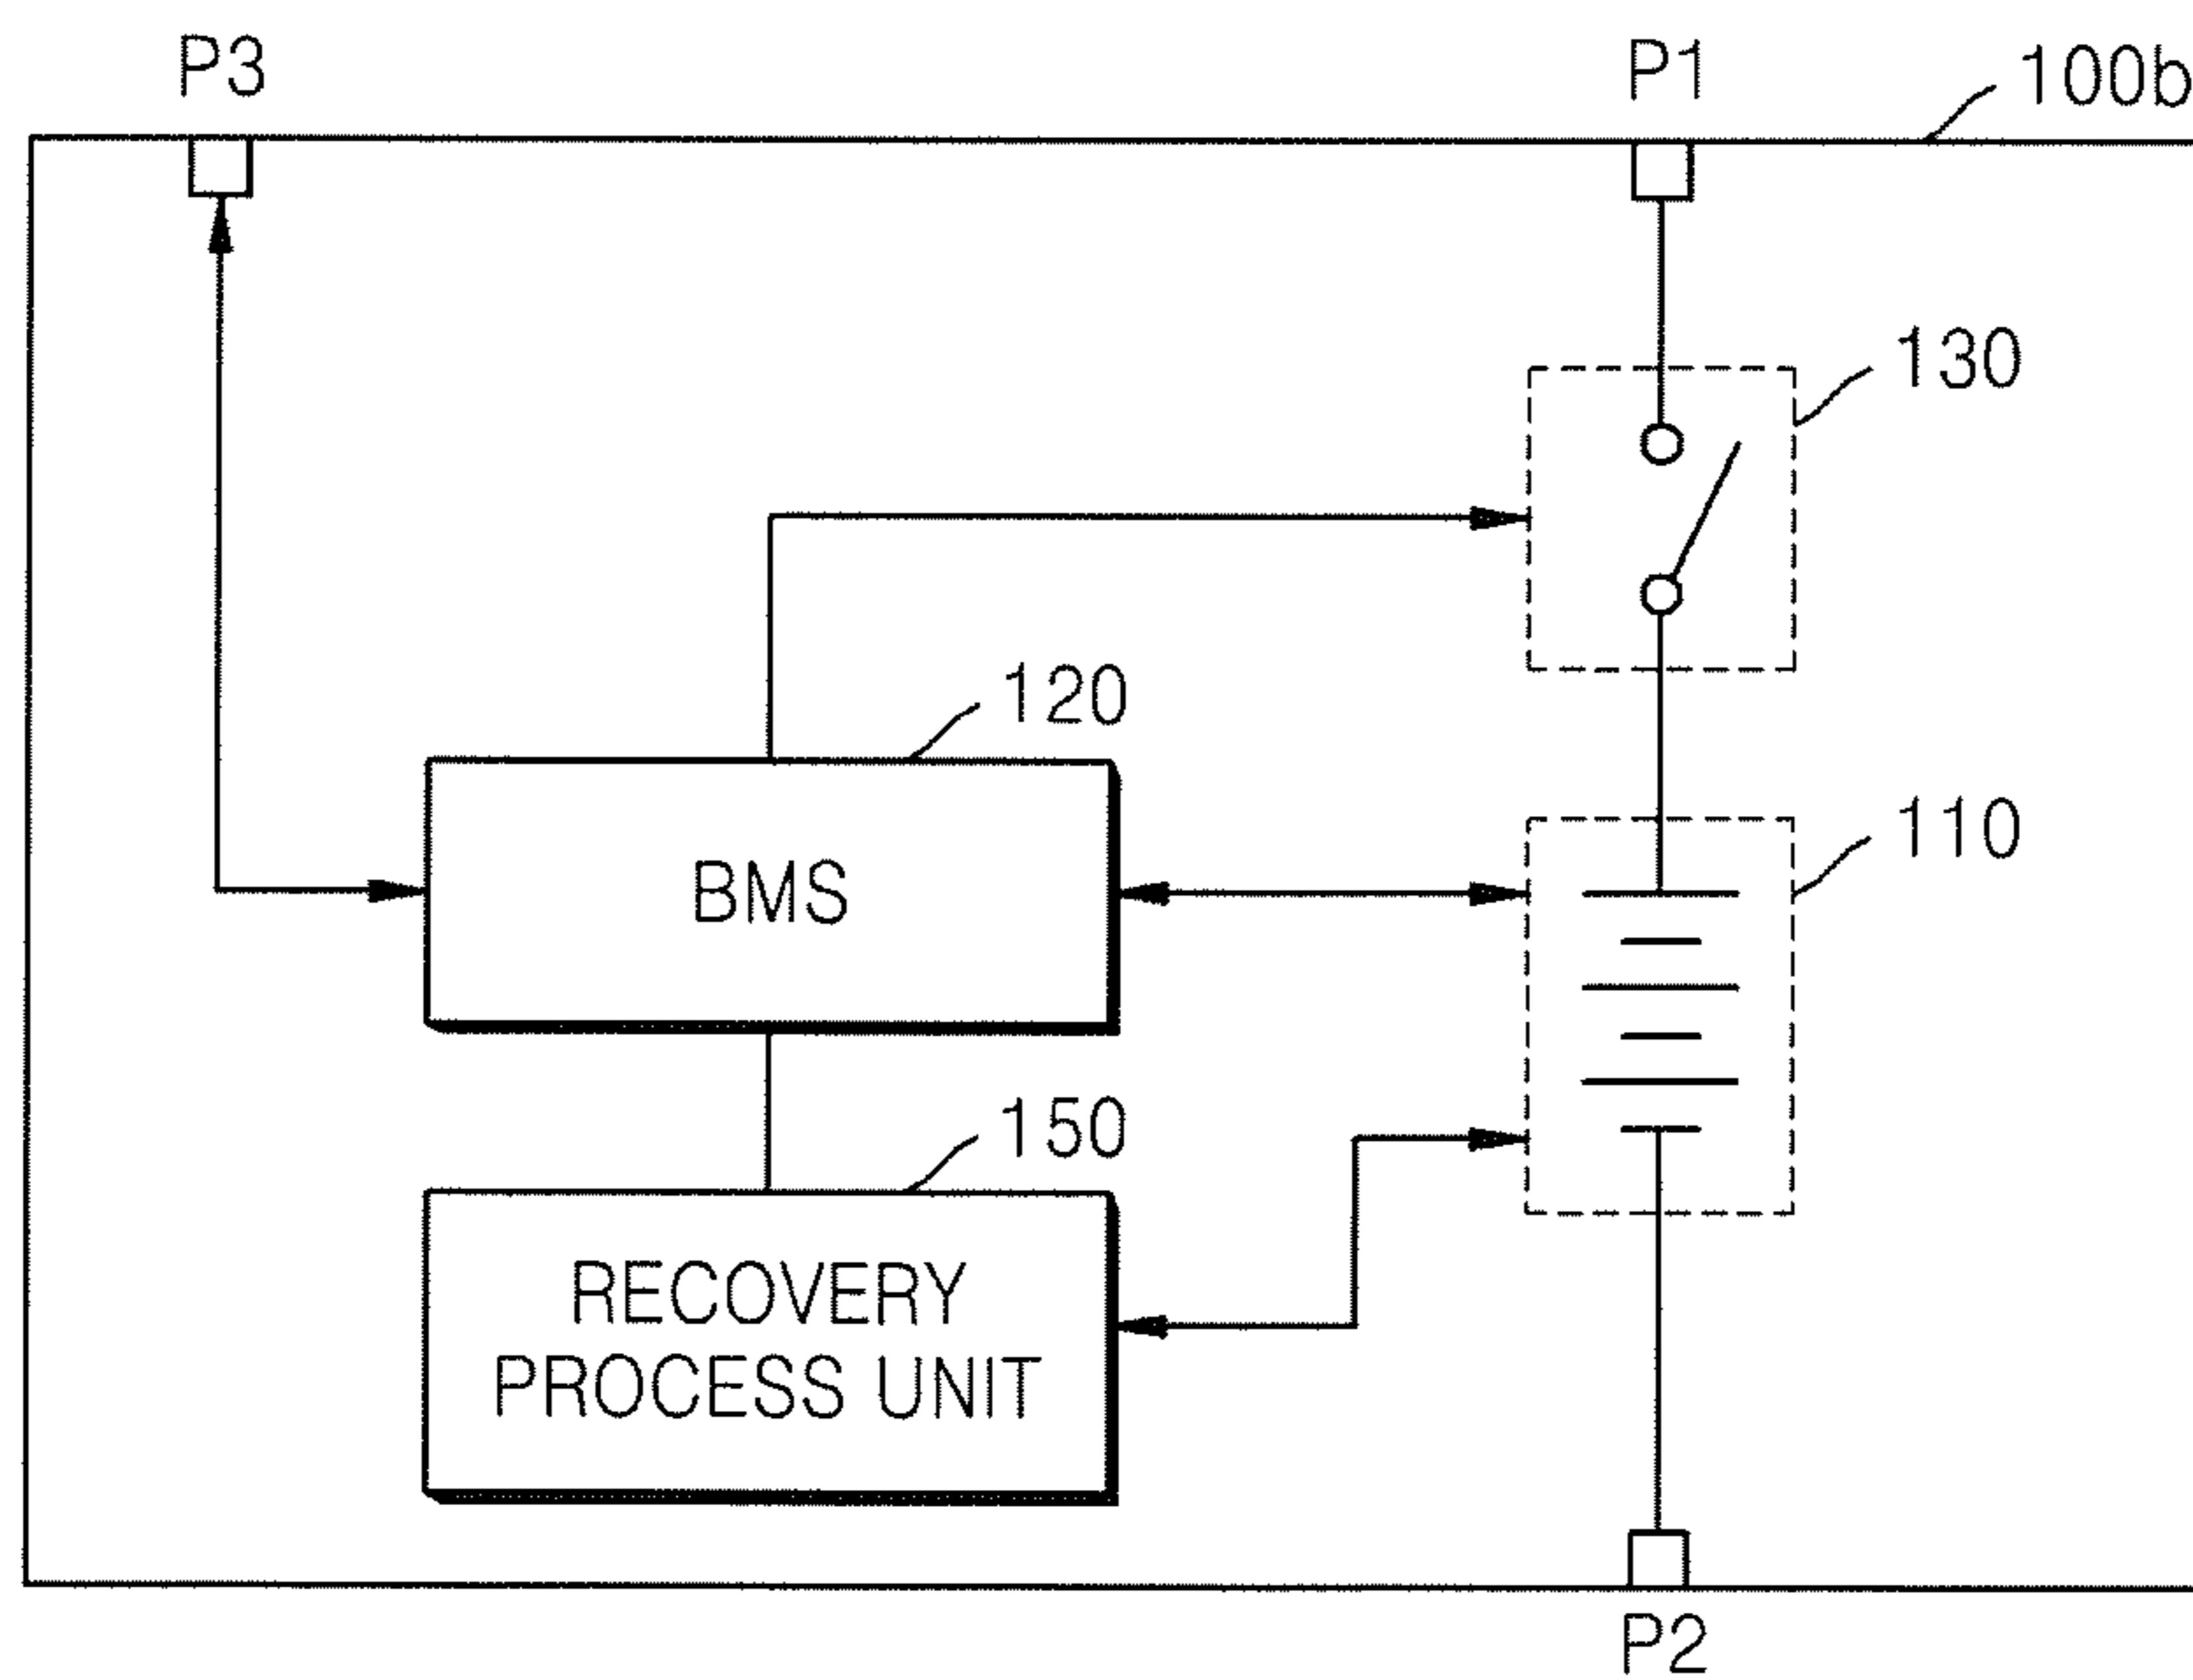 P3
P1
100b
130
120
110
BMS
150
RECOVERY
PROCESS UNIT
P2